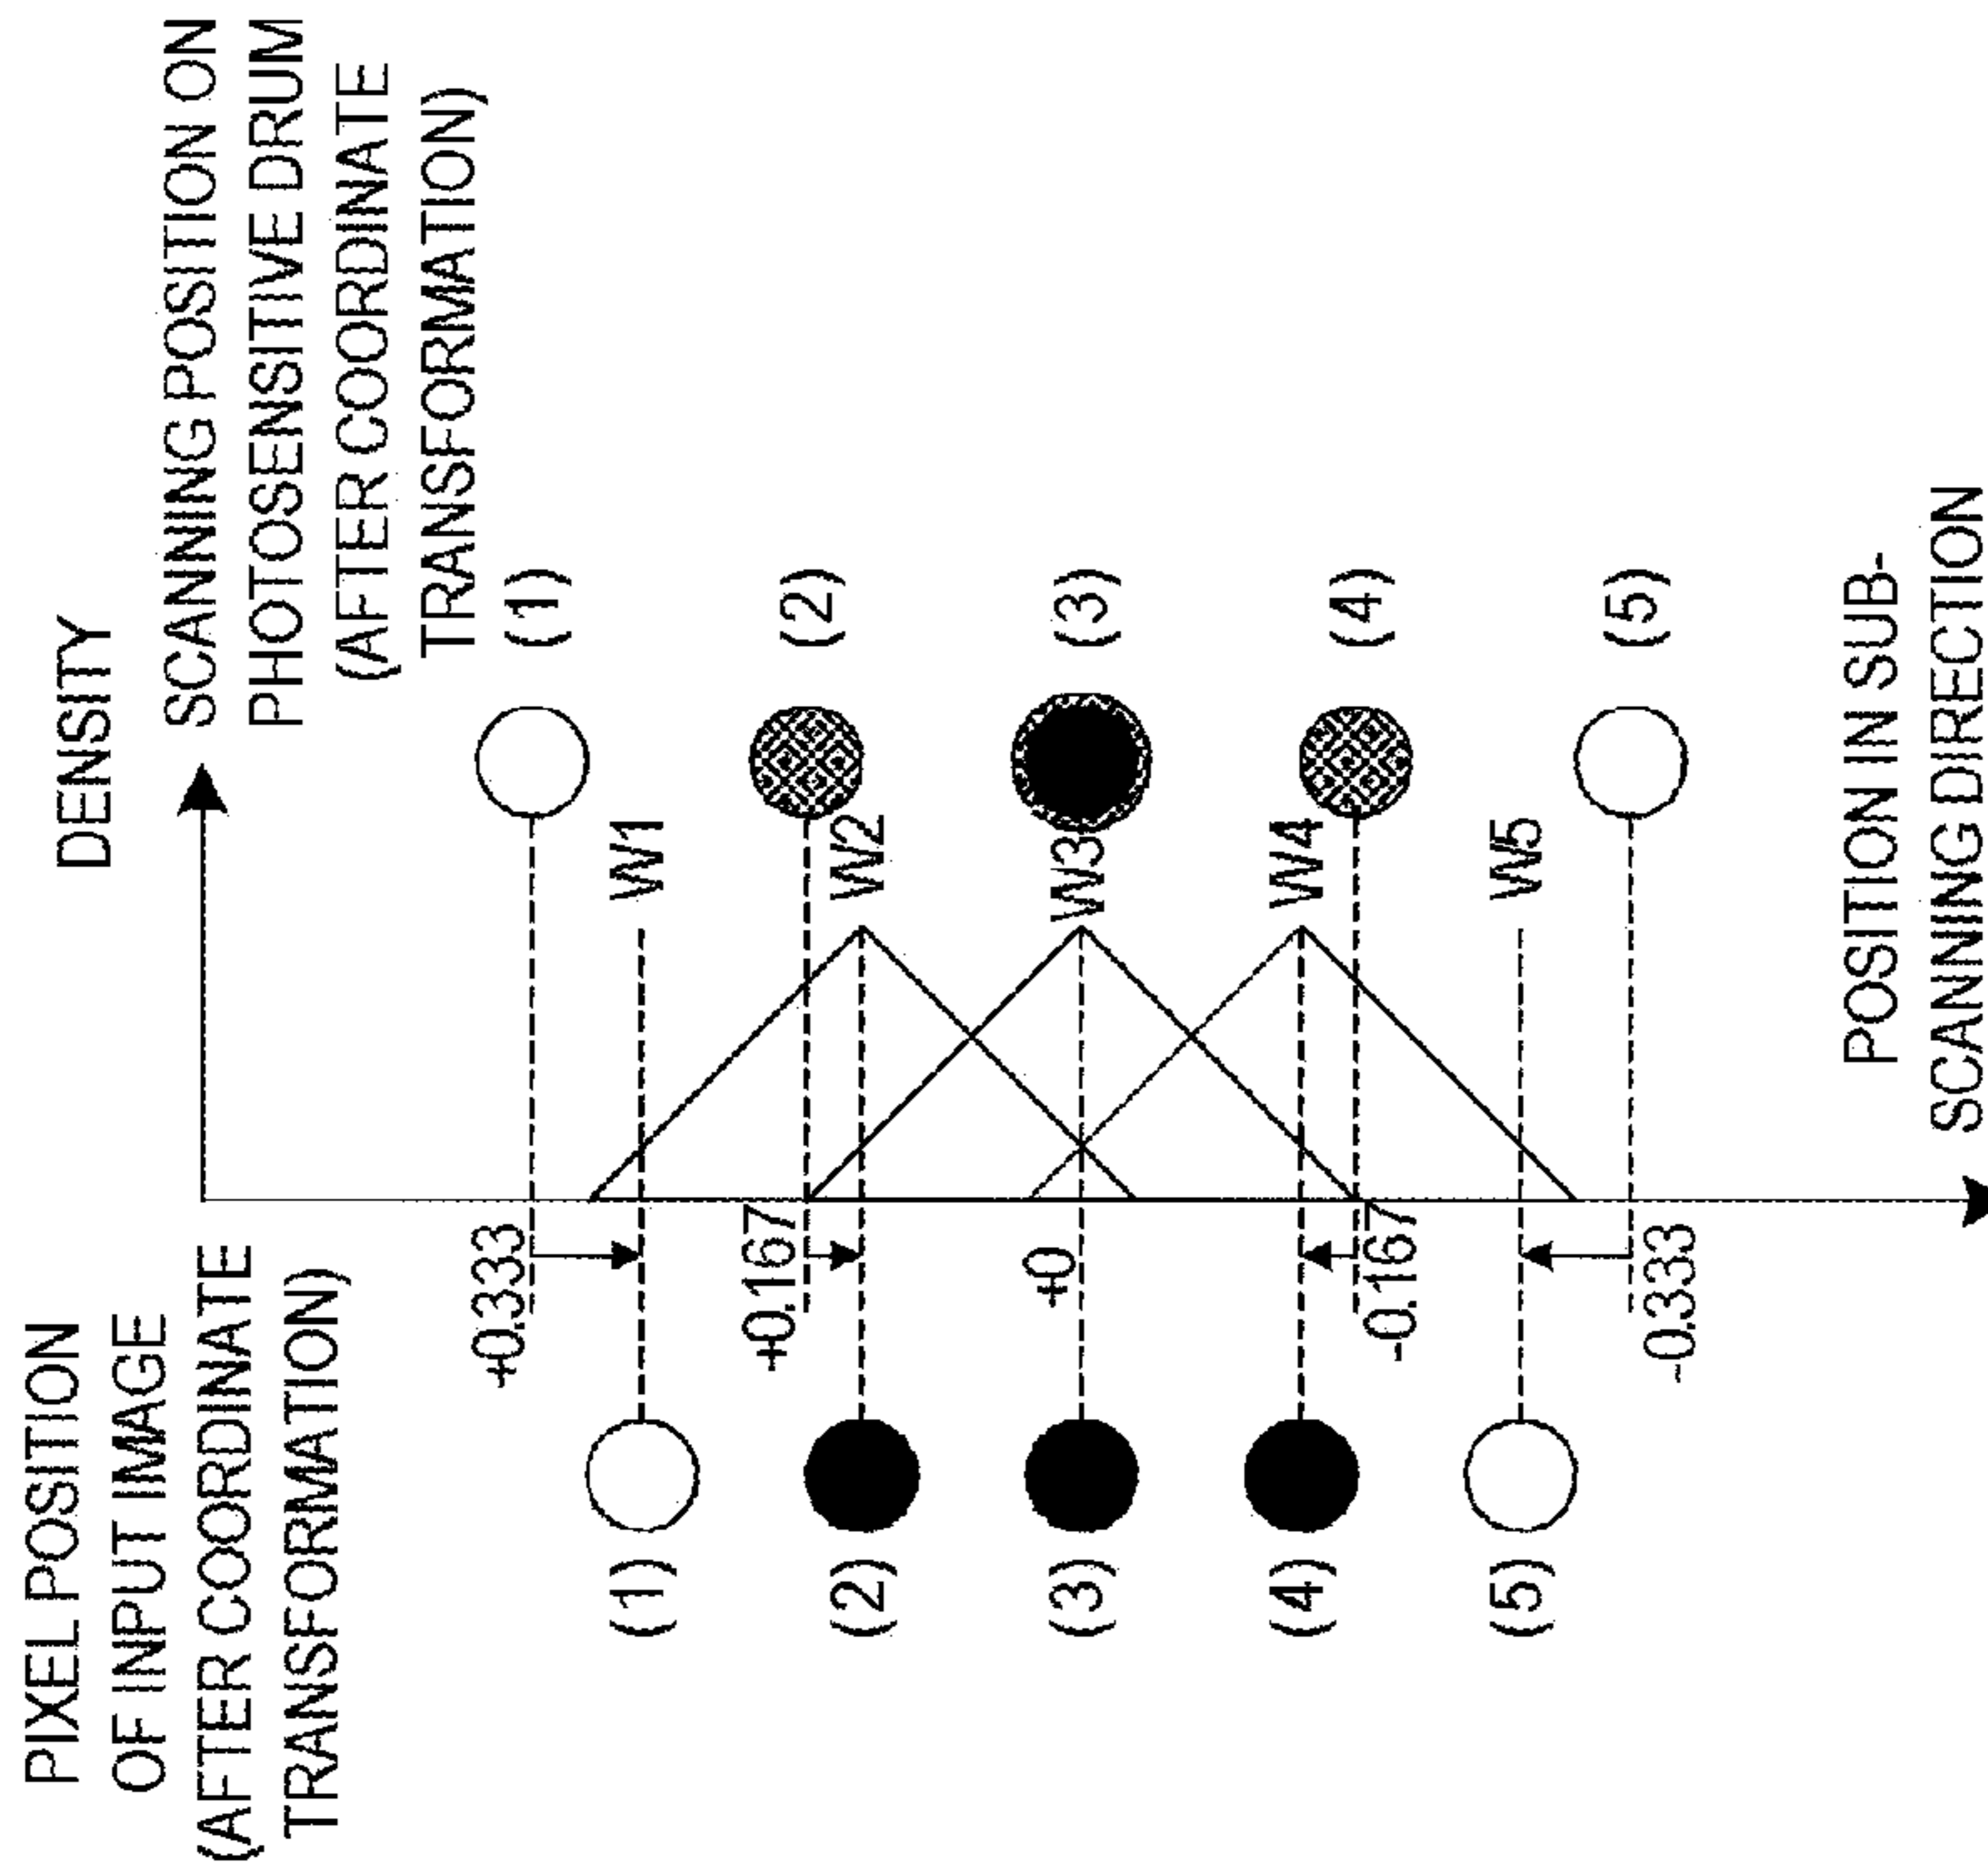 DENSITY
SCANNING POSITION ON
PHOTOSENSITIVE DRUM
(AFTER COORDINATE
TRANSFORMATION)
(1)
(2)
(3)
(4)
(5)
W1
W2
W3
W4
W5
POSITION IN SUB-
SCANNING DIRECTION
PIXEL POSITION
OF INPUT IMAGE
(AFTER COORDINATE
TRANSFORMATION)
+0.333
+0.167
+0
-0.167
-0.333
(1)
(2)
(3)
(4)
(5)